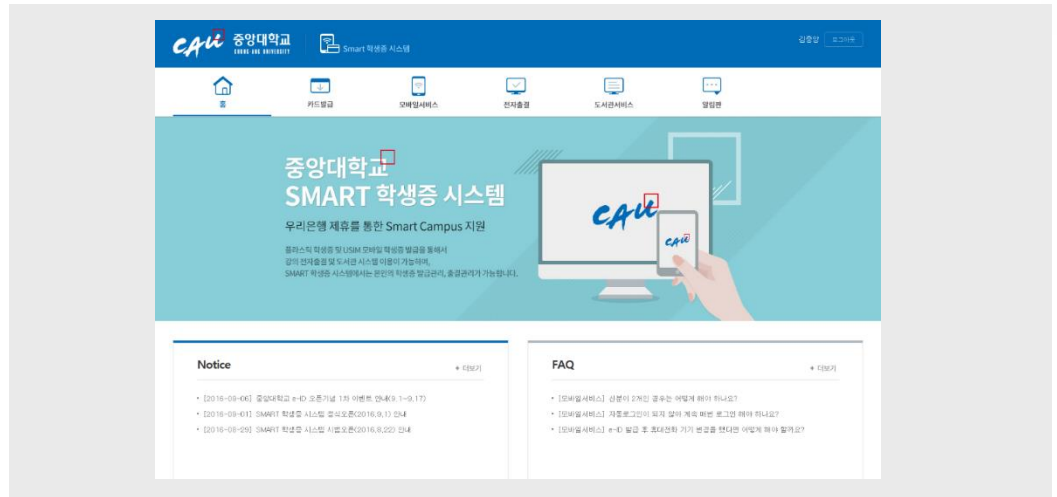 CAU 중앙대학교
CHUNG ANG UNIVERSITY
Smart 학생증 시스템
김중앙 로그아웃
홈 카드발급 모바일서비스 전자출결 도서관서비스 알림판
중앙대학교
SMART 학생증 시스템
우리은행 제휴를 통한 Smart Campus 지원
플라스틱 학생증 및 USIM 모바일 학생증 발급을 통해서
강의 전자출결 및 도서관 시스템 이용이 가능하며,
SMART 학생증 시스템에서는 본인의 학생증 발급관리, 출결관리가 가능합니다.
CAU
CAU
Notice
+ 더보기
• [2016-09-06] 중앙대학교 e-ID 오픈기념 1차 이벤트 안내(9.1~9.17)
• [2016-09-01] SMART 학생증 시스템 정식오픈(2016.9.1) 안내
• SMART 학생증 시스템 시범오픈(2016.8.22) 안내
FAQ
+ 더보기
• [모바일서비스] 신분이 2개인 경우는 어떻게 해야 하나요?
• [모바일서비스] 자동로그인이 되지 않아 계속 매번 로그인 해야 하나요?
• [모바일서비스] e-ID 발급 후 휴대전화 기기 변경을 했다면 어떻게 해야 할까요?